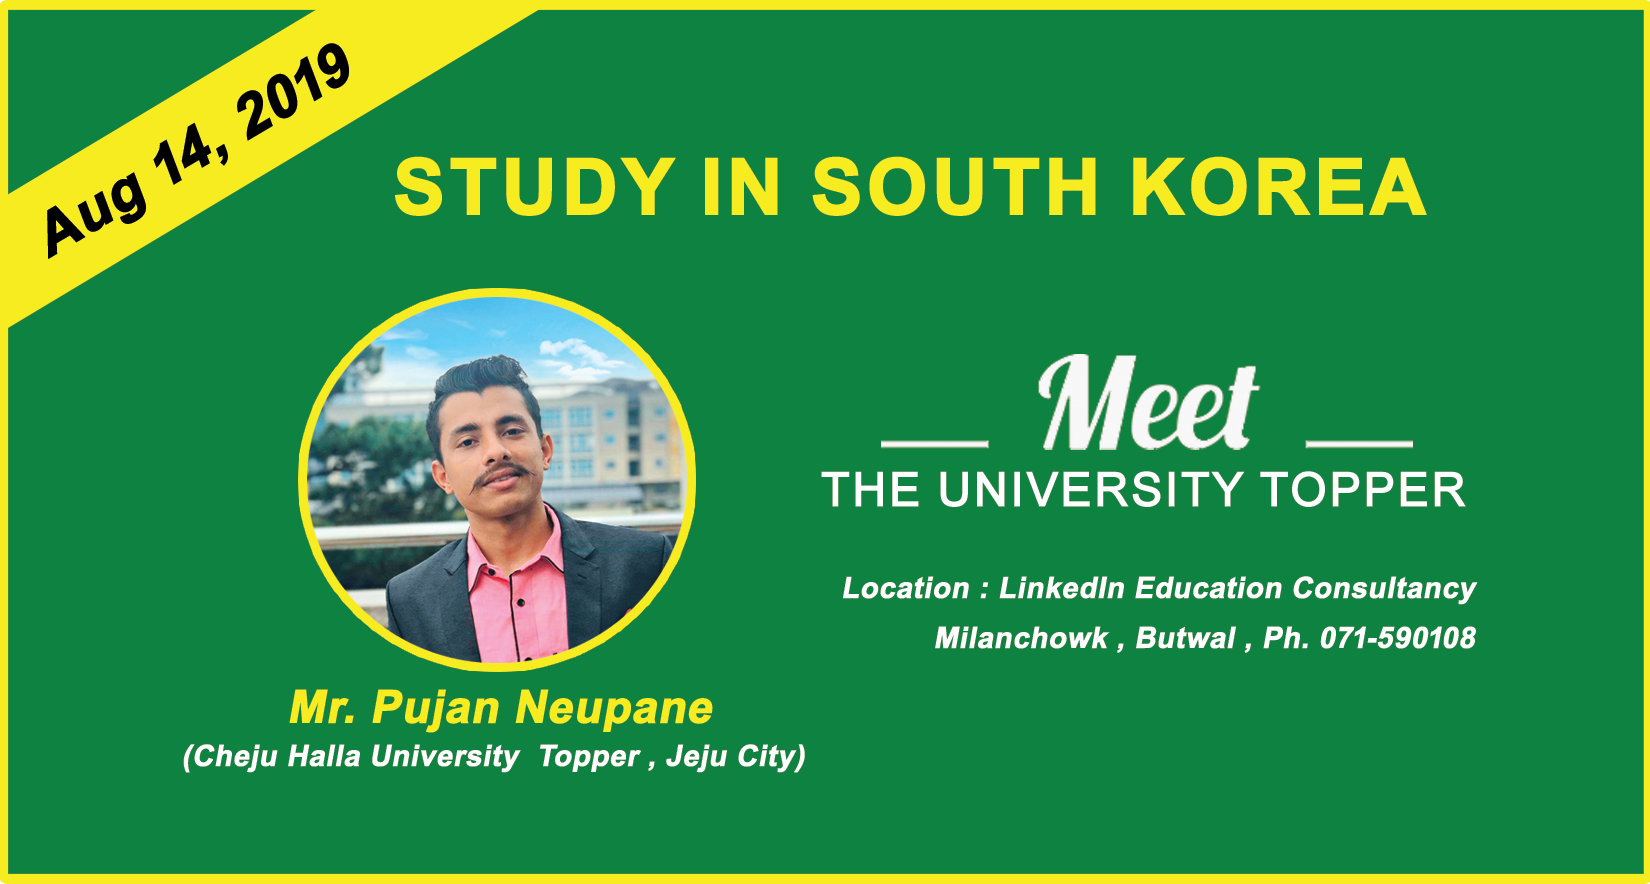 Aug 14, 2019
STUDY IN SOUTH KOREA
Meet
THE UNIVERSITY TOPPER
Location : LinkedIn Education Consultancy
Milanchowk , Butwal , Ph. 071-590108
Mr. Pujan Neupane
(Cheju Halla University  Topper , Jeju City)